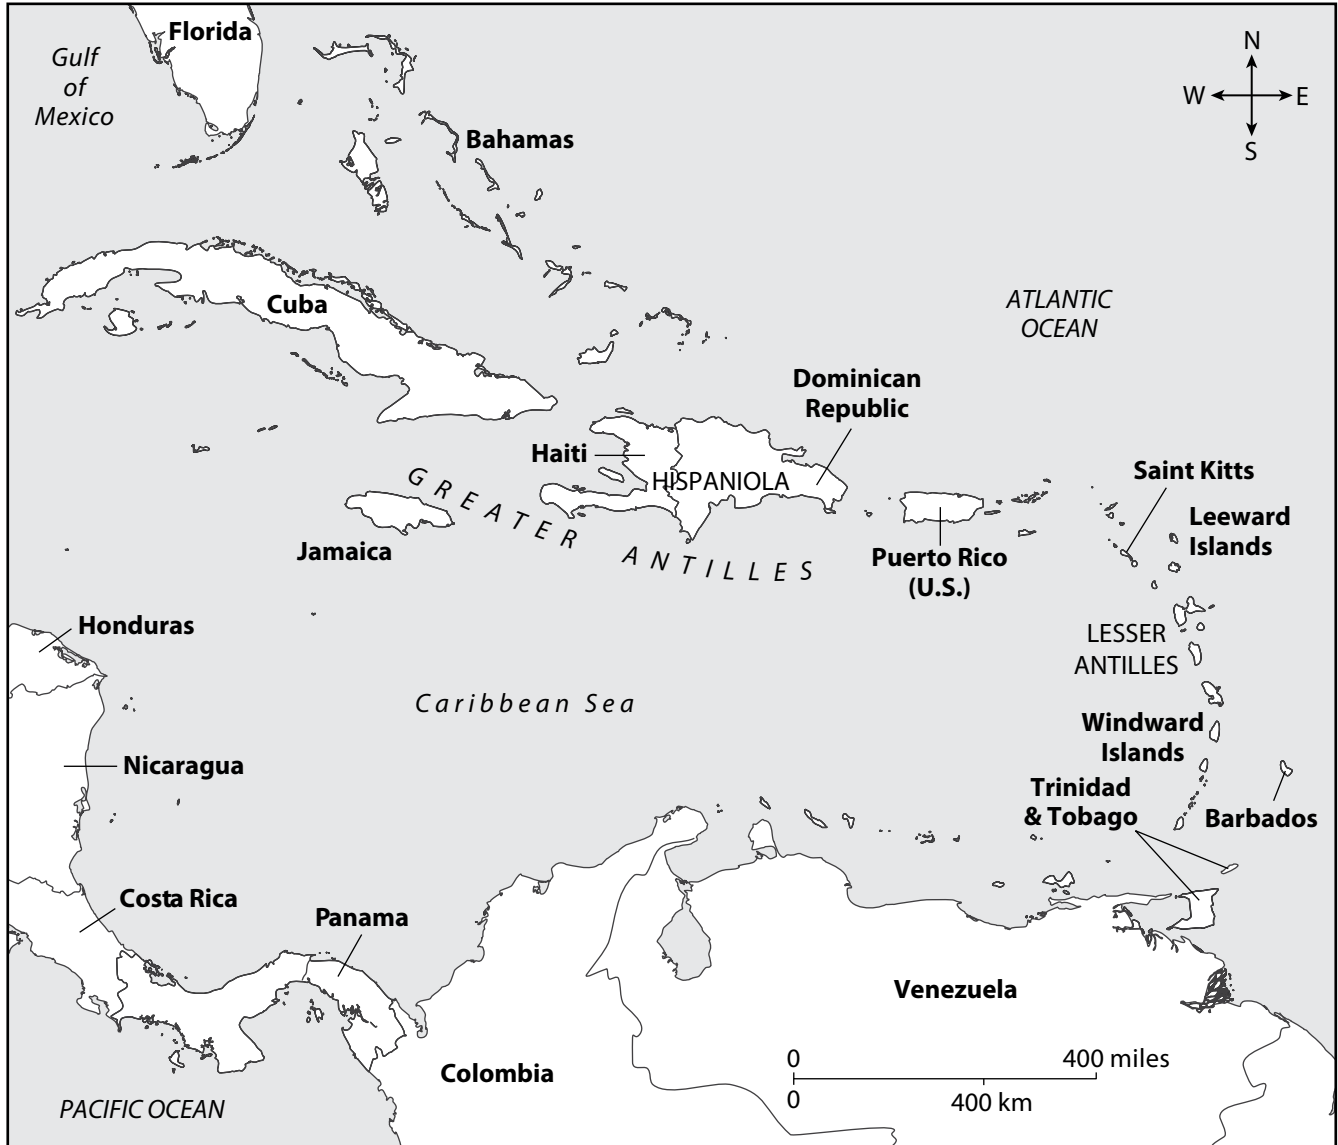 Florida
Gulf
of
Mexico
N
W
E
S
Bahamas
Cuba
ATLANTIC
OCEAN
Dominican
Republic
Haiti
HISPANIOLA
Saint Kitts
GREATER ANTILLES
Leeward
Islands
Jamaica
Puerto Rico
(U.S.)
Honduras
LESSER
ANTILLES
Caribbean Sea
Windward
Islands
Nicaragua
Trinidad
& Tobago
Barbados
Costa Rica
Panama
Venezuela
Colombia
0
400 miles
0
400 km
PACIFIC OCEAN